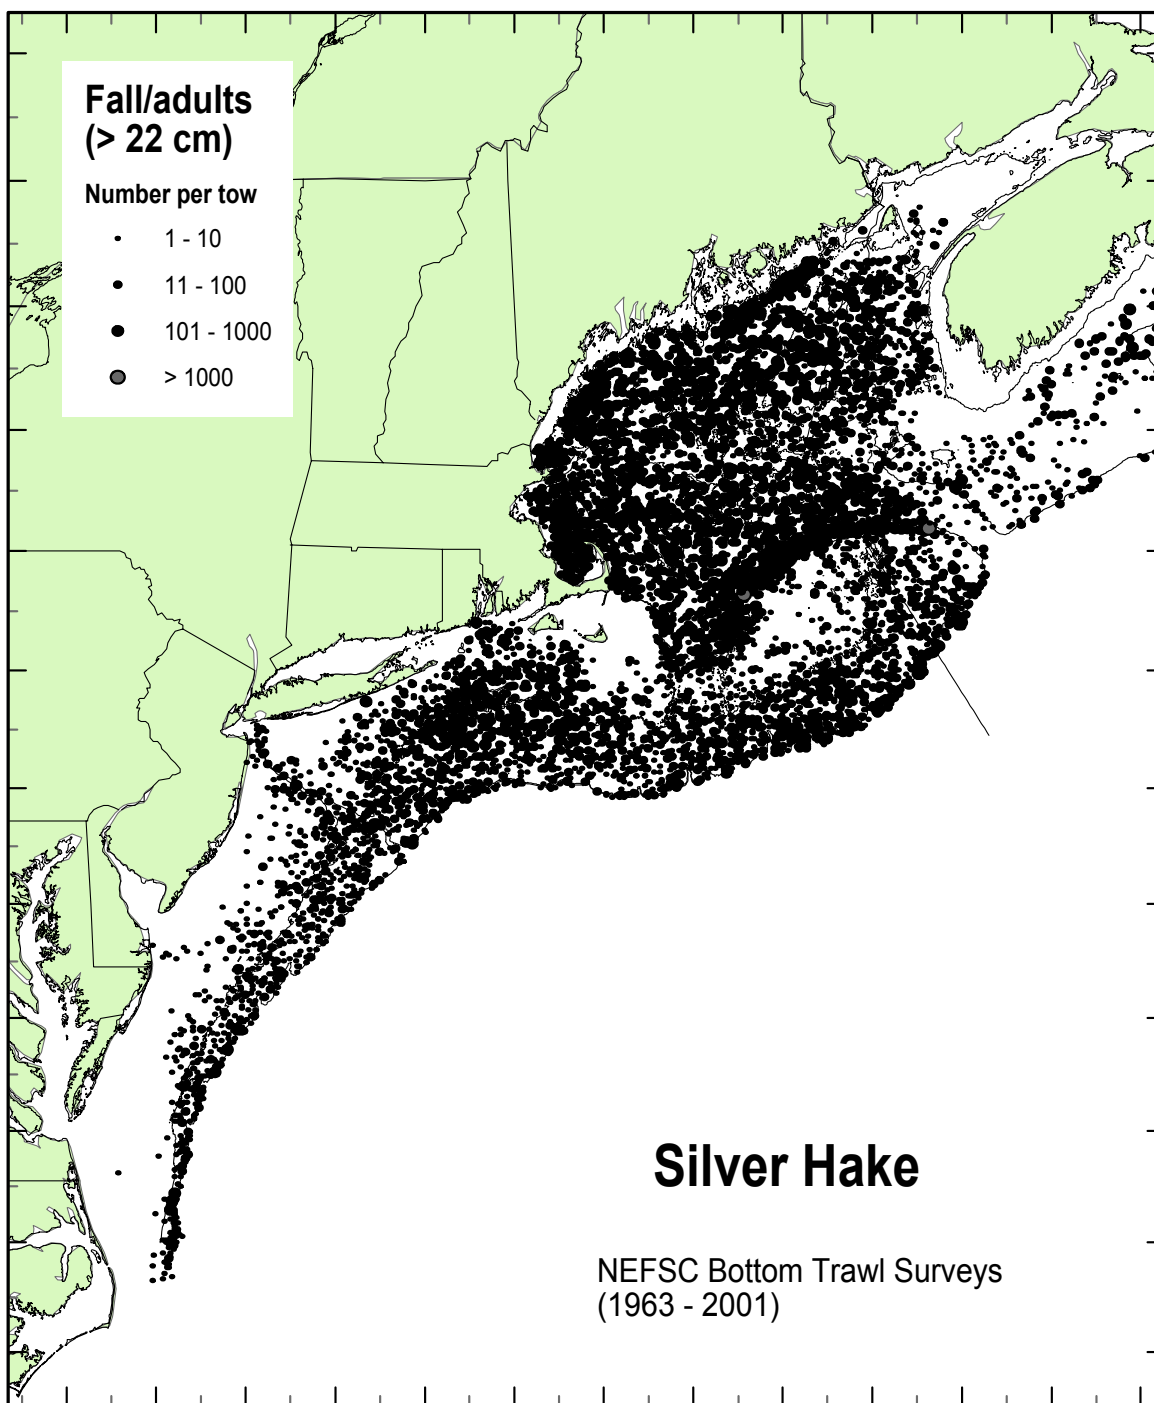 Fall/adults
(> 22 cm)
Number per tow
1 - 10
11 - 100
101 - 1000
> 1000
Silver Hake
NEFSC Bottom Trawl Surveys
(1963 - 2001)